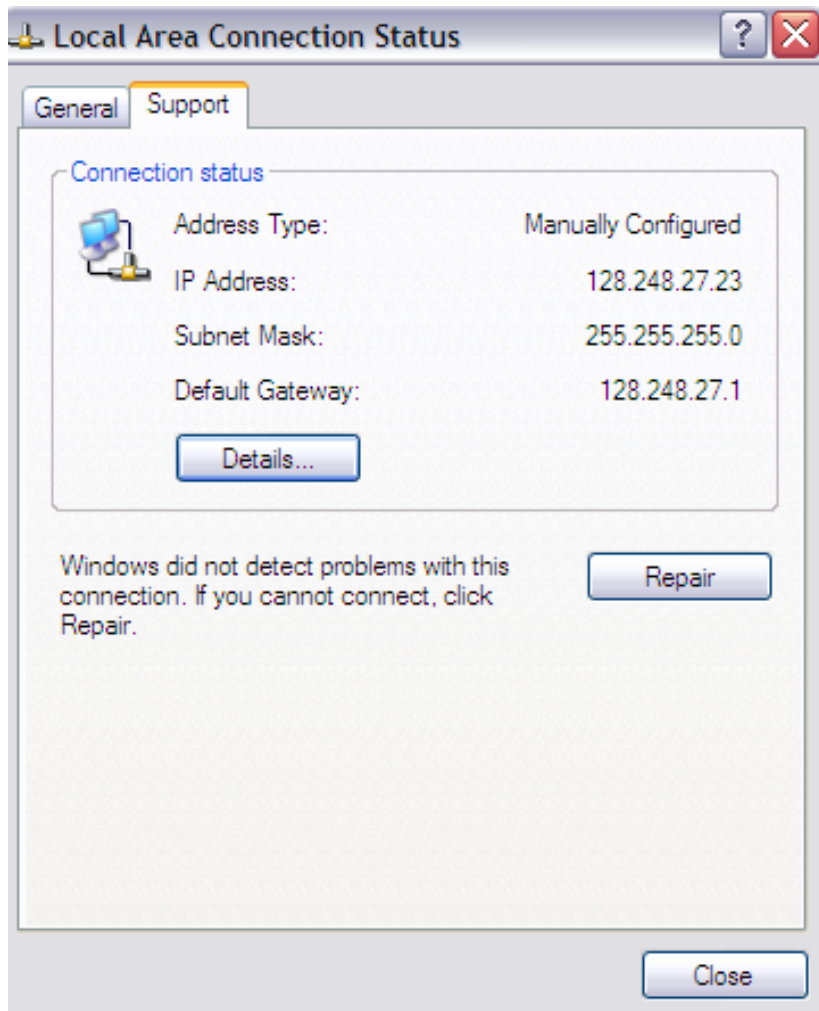 Local Area Connection Status
?
General
Support
Connection status
Address Type: Manually Configured
IP Address: 128.248.27.23
Subnet Mask: 255.255.255.0
Default Gateway: 128.248.27.1
Details...
Windows did not detect problems with this
connection. If you cannot connect, click
Repair.
Repair
Close